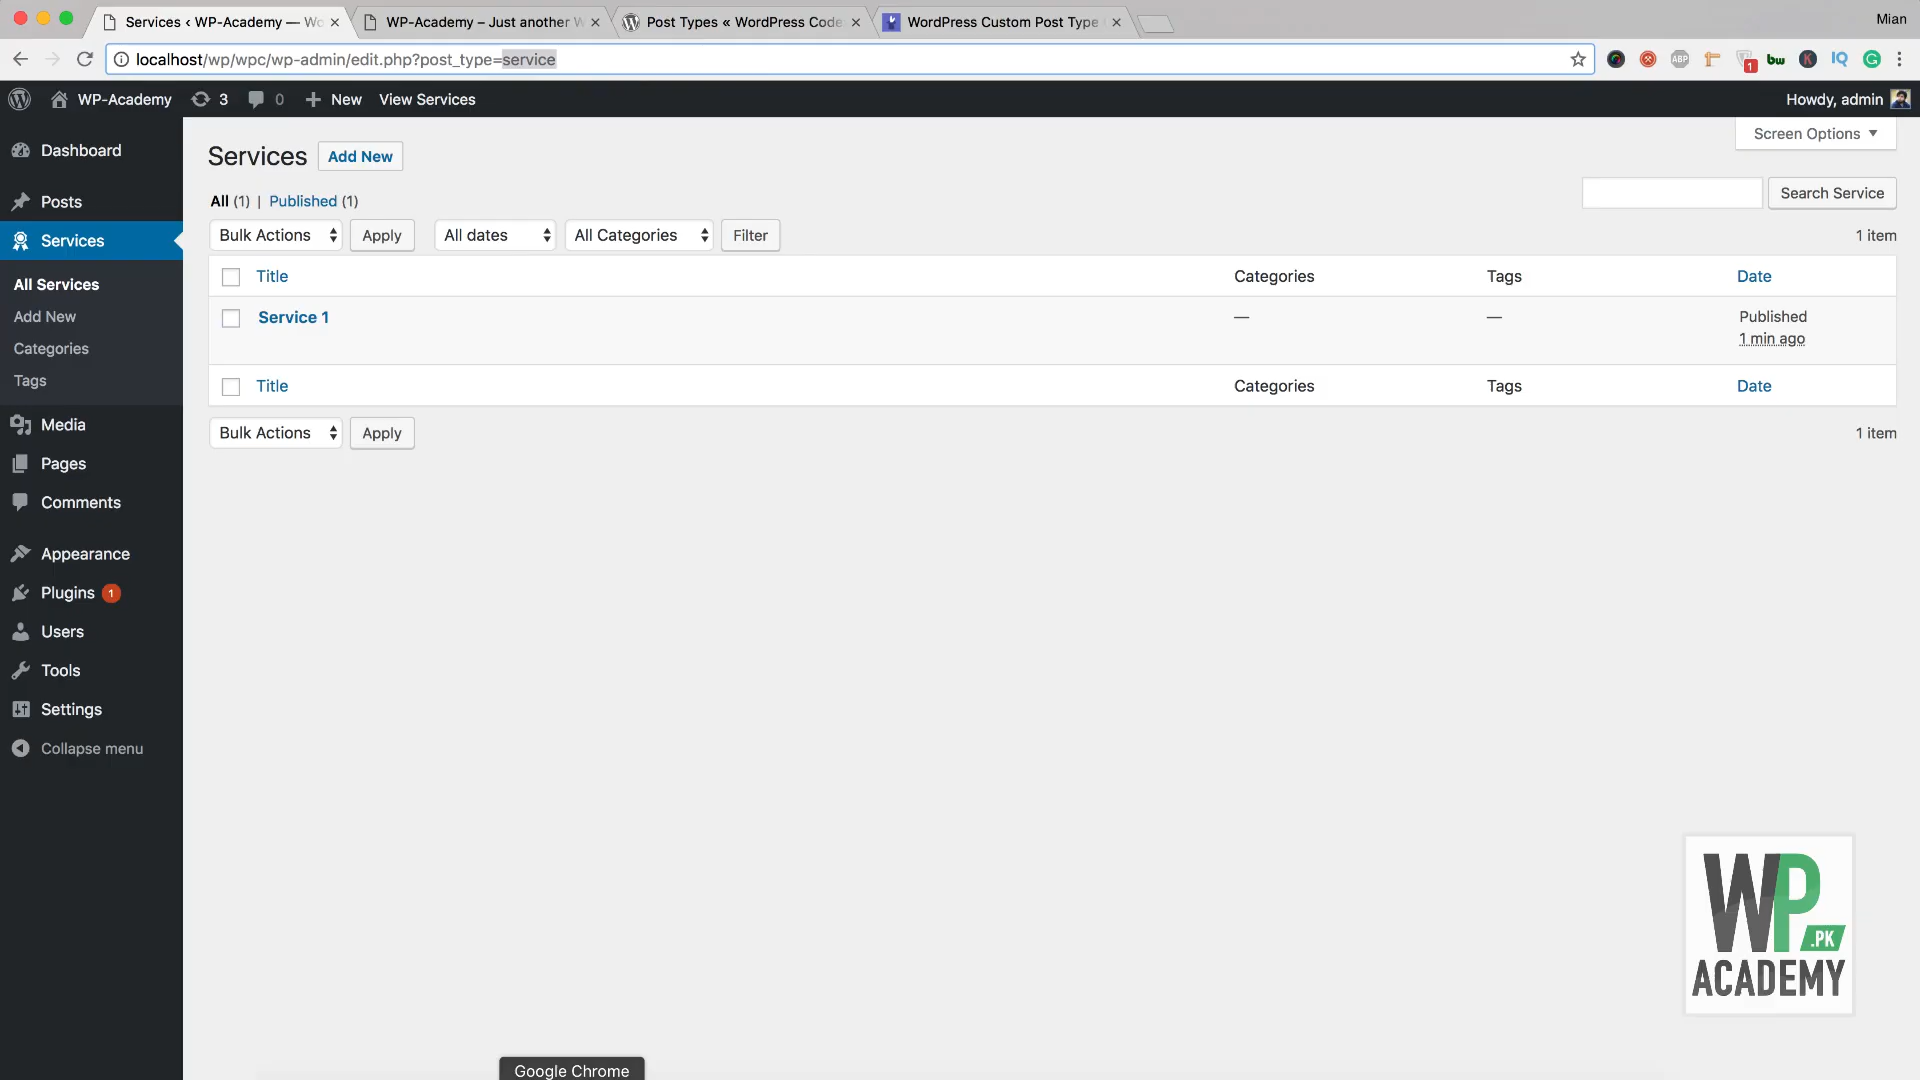 Services ‹ WP-Academy — Wo
WP-Academy – Just another W
Post Types « WordPress Code
WordPress Custom Post Type
Mian
localhost/wp/wpc/wp-admin/edit.php?post_type=service
ABP
1
bw
K
IQ
G
WP-Academy
3
0
New
View Services
Howdy, admin
Dashboard
Posts
Services
All Services
Add New
Categories
Tags
Media
Pages
Comments
Appearance
Plugins 1
Users
Tools
Settings
Collapse menu
Screen Options
Services
Add New
All (1) | Published (1)
Search Service
Bulk Actions
Apply
All dates
All Categories
Filter
1 item
Title
Categories
Tags
Date
Service 1
—
—
Published
1 min ago
Title
Categories
Tags
Date
Bulk Actions
Apply
1 item
WP
.PK
ACADEMY
Google Chrome